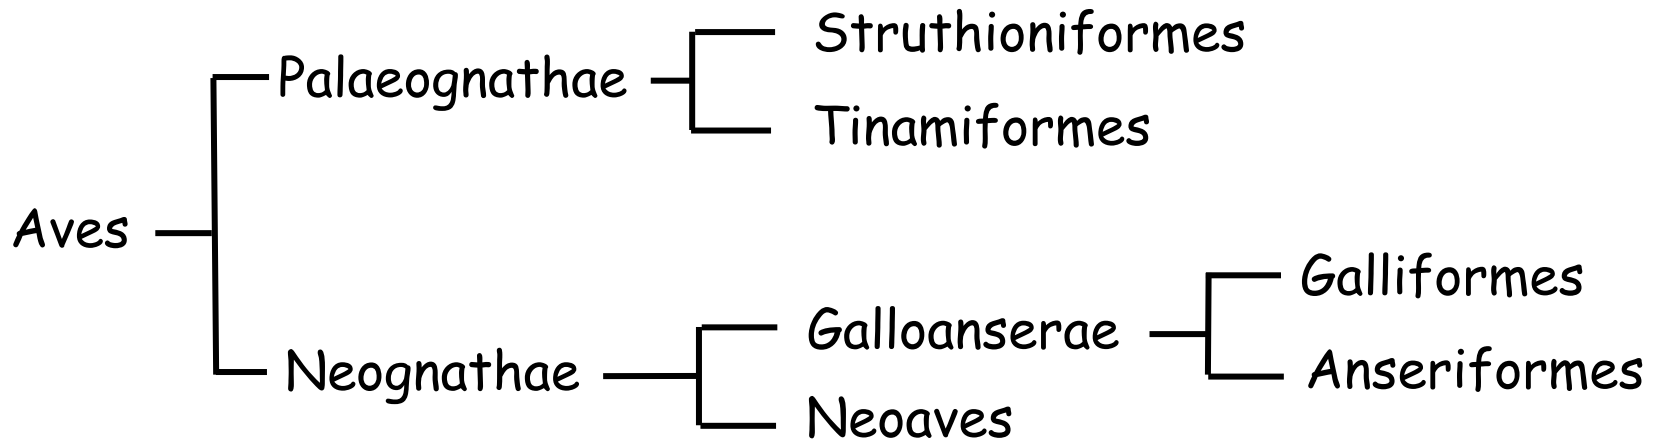 Struthioniformes
Palaeognathae
Tinamiformes
Aves
Galliformes
Galloanserae
Neognathae
Anseriformes
Neoaves